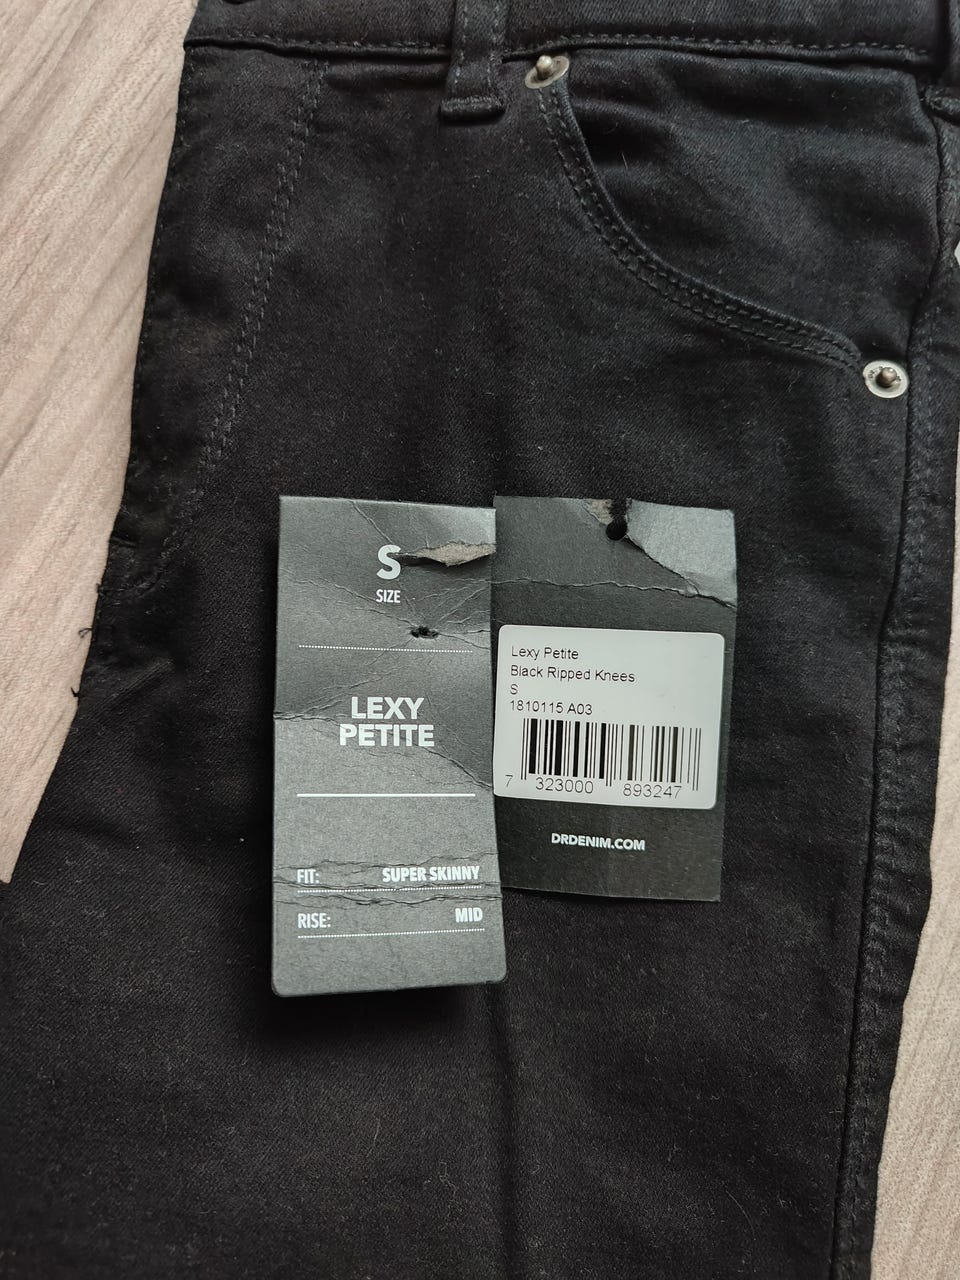 S
SIZE
LEXY
PETITE
FIT: SUPER SKINNY
RISE: MID
Lexy Petite
Black Ripped Knees
S
1810115 A03
7 323000 893247
DRDENIM.COM